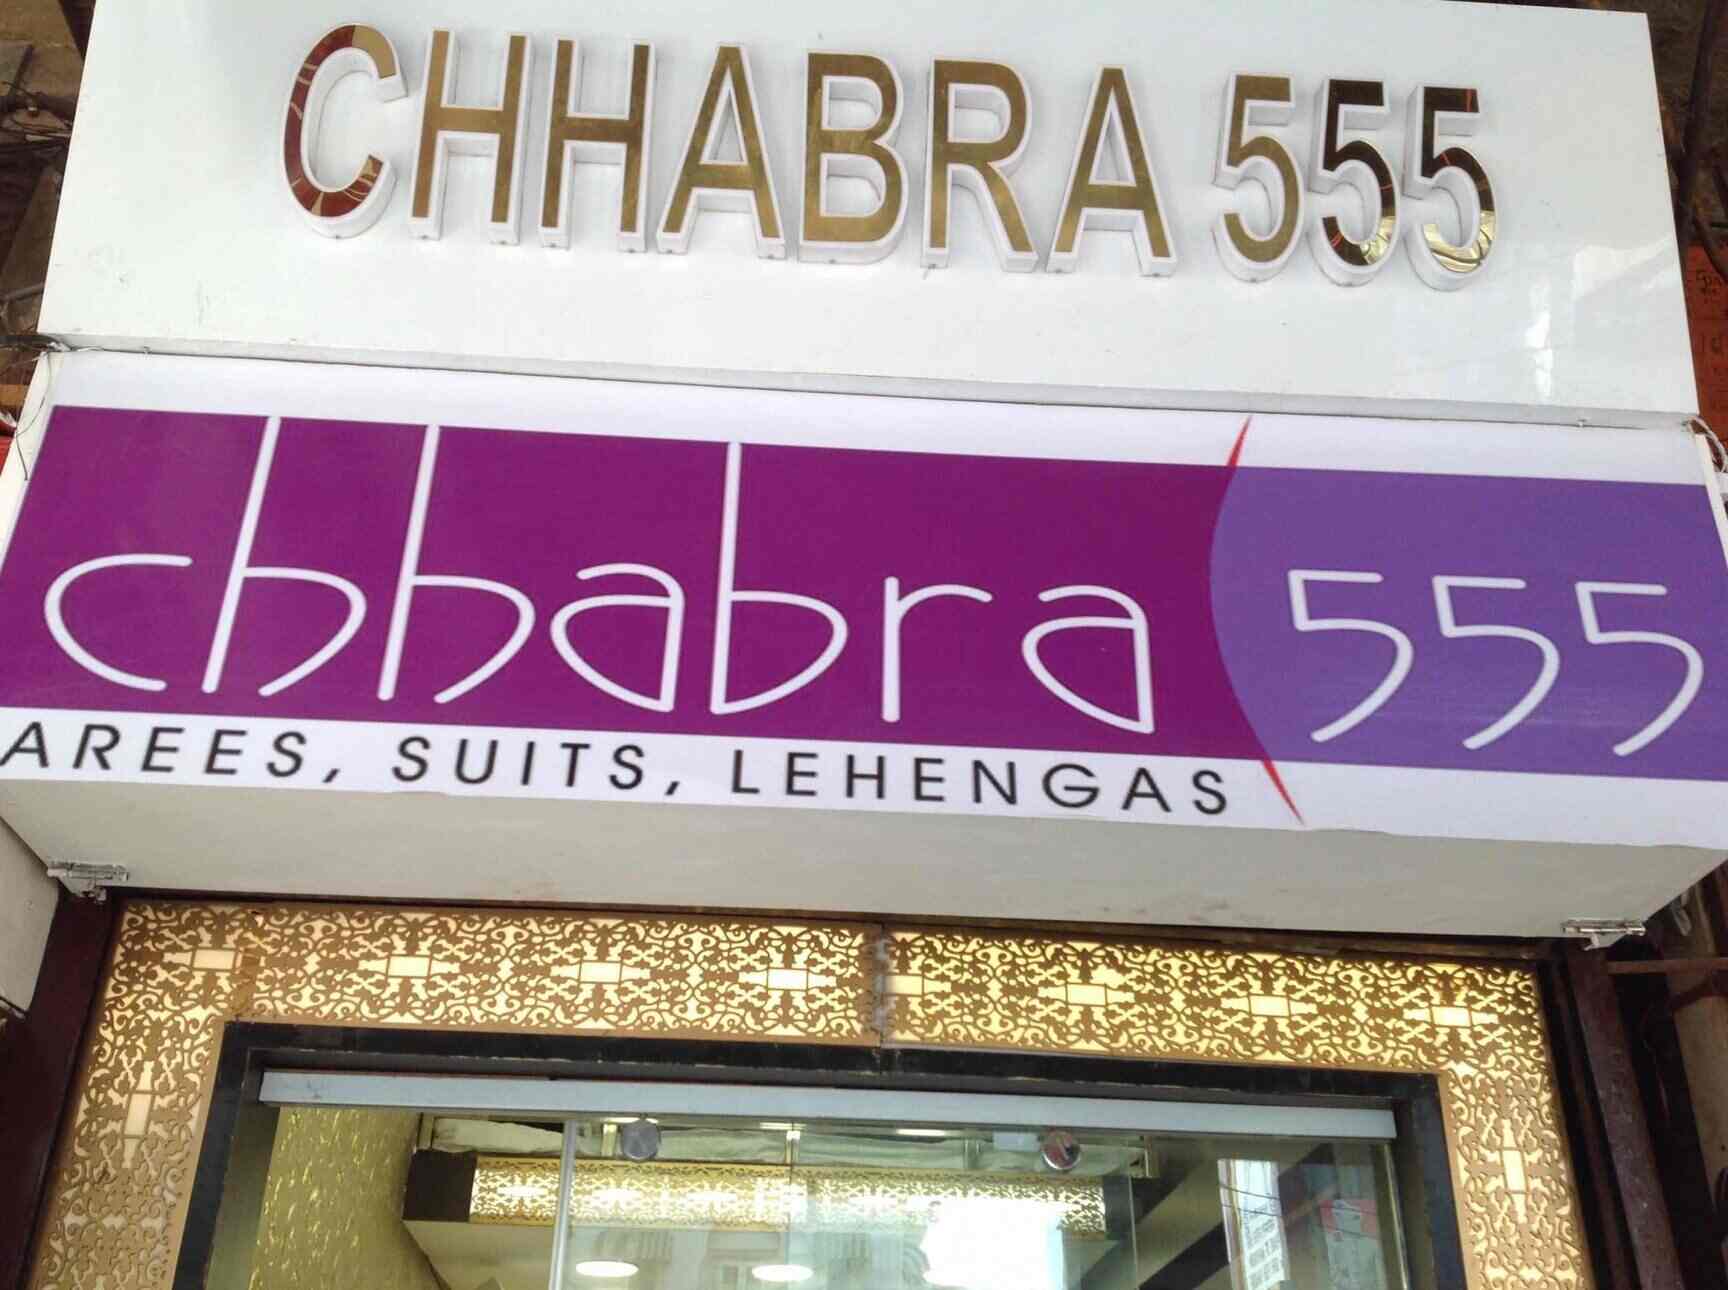 CHHABRA 555
chhabra 555
AREES, SUITS, LEHENGAS